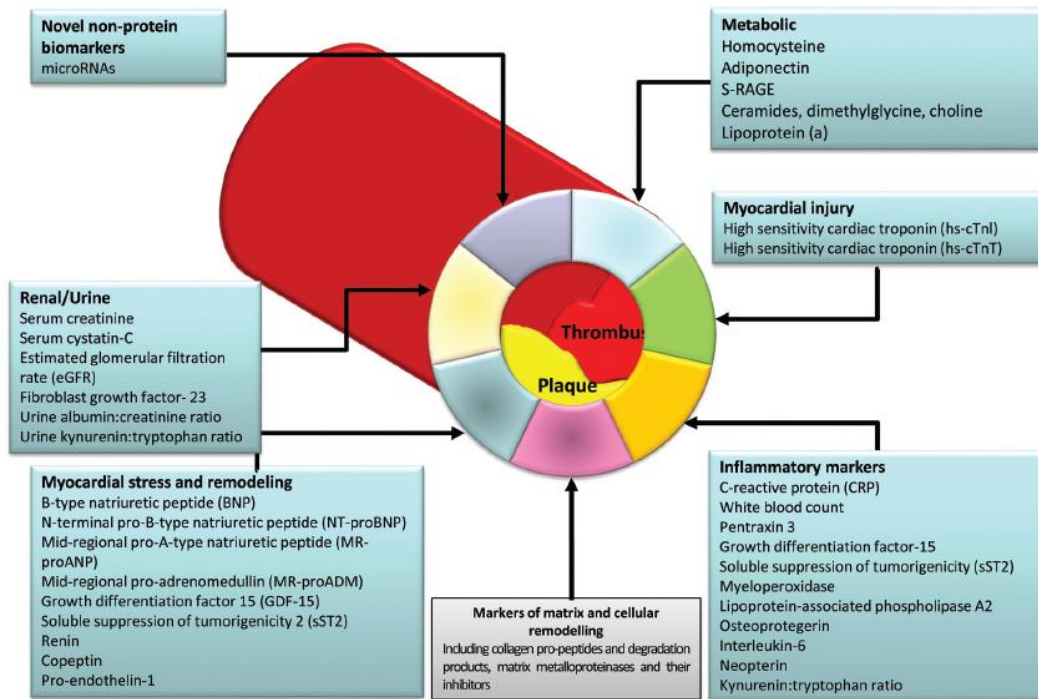 Novel non-protein
biomarkers
microRNAs
Metabolic
Homocysteine
Adiponectin
S-RAGE
Ceramides, dimethylglycine, choline
Lipoprotein (a)
Myocardial injury
High sensitivity cardiac troponin (hs-cTnI)
High sensitivity cardiac troponin (hs-cTnT)
Renal/Urine
Serum creatinine
Serum cystatin-C
Estimated glomerular filtration
rate (eGFR)
Fibroblast growth factor- 23
Urine albumin:creatinine ratio
Urine kynurenin:tryptophan ratio
Thrombus
Plaque
Myocardial stress and remodeling
B-type natriuretic peptide (BNP)
N-terminal pro-B-type natriuretic peptide (NT-proBNP)
Mid-regional pro-A-type natriuretic peptide (MR-
proANP)
Mid-regional pro-adrenomedullin (MR-proADM)
Growth differentiation factor 15 (GDF-15)
Soluble suppression of tumorigenicity 2 (sST2)
Renin
Copeptin
Pro-endothelin-1
Markers of matrix and cellular
remodelling
Including collagen pro-peptides and degradation
products, matrix metalloproteinases and their
inhibitors
Inflammatory markers
C-reactive protein (CRP)
White blood count
Pentraxin 3
Growth differentiation factor-15
Soluble suppression of tumorigenicity (sST2)
Myeloperoxidase
Lipoprotein-associated phospholipase A2
Osteoprotegerin
Interleukin-6
Neopterin
Kynurenin:tryptophan ratio